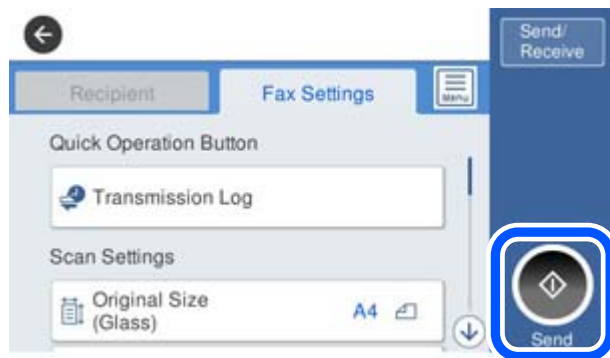 Send/
Receive
Recipient
Fax Settings
Menu
Quick Operation Button
Transmission Log
Scan Settings
Original Size
(Glass)
A4
Send